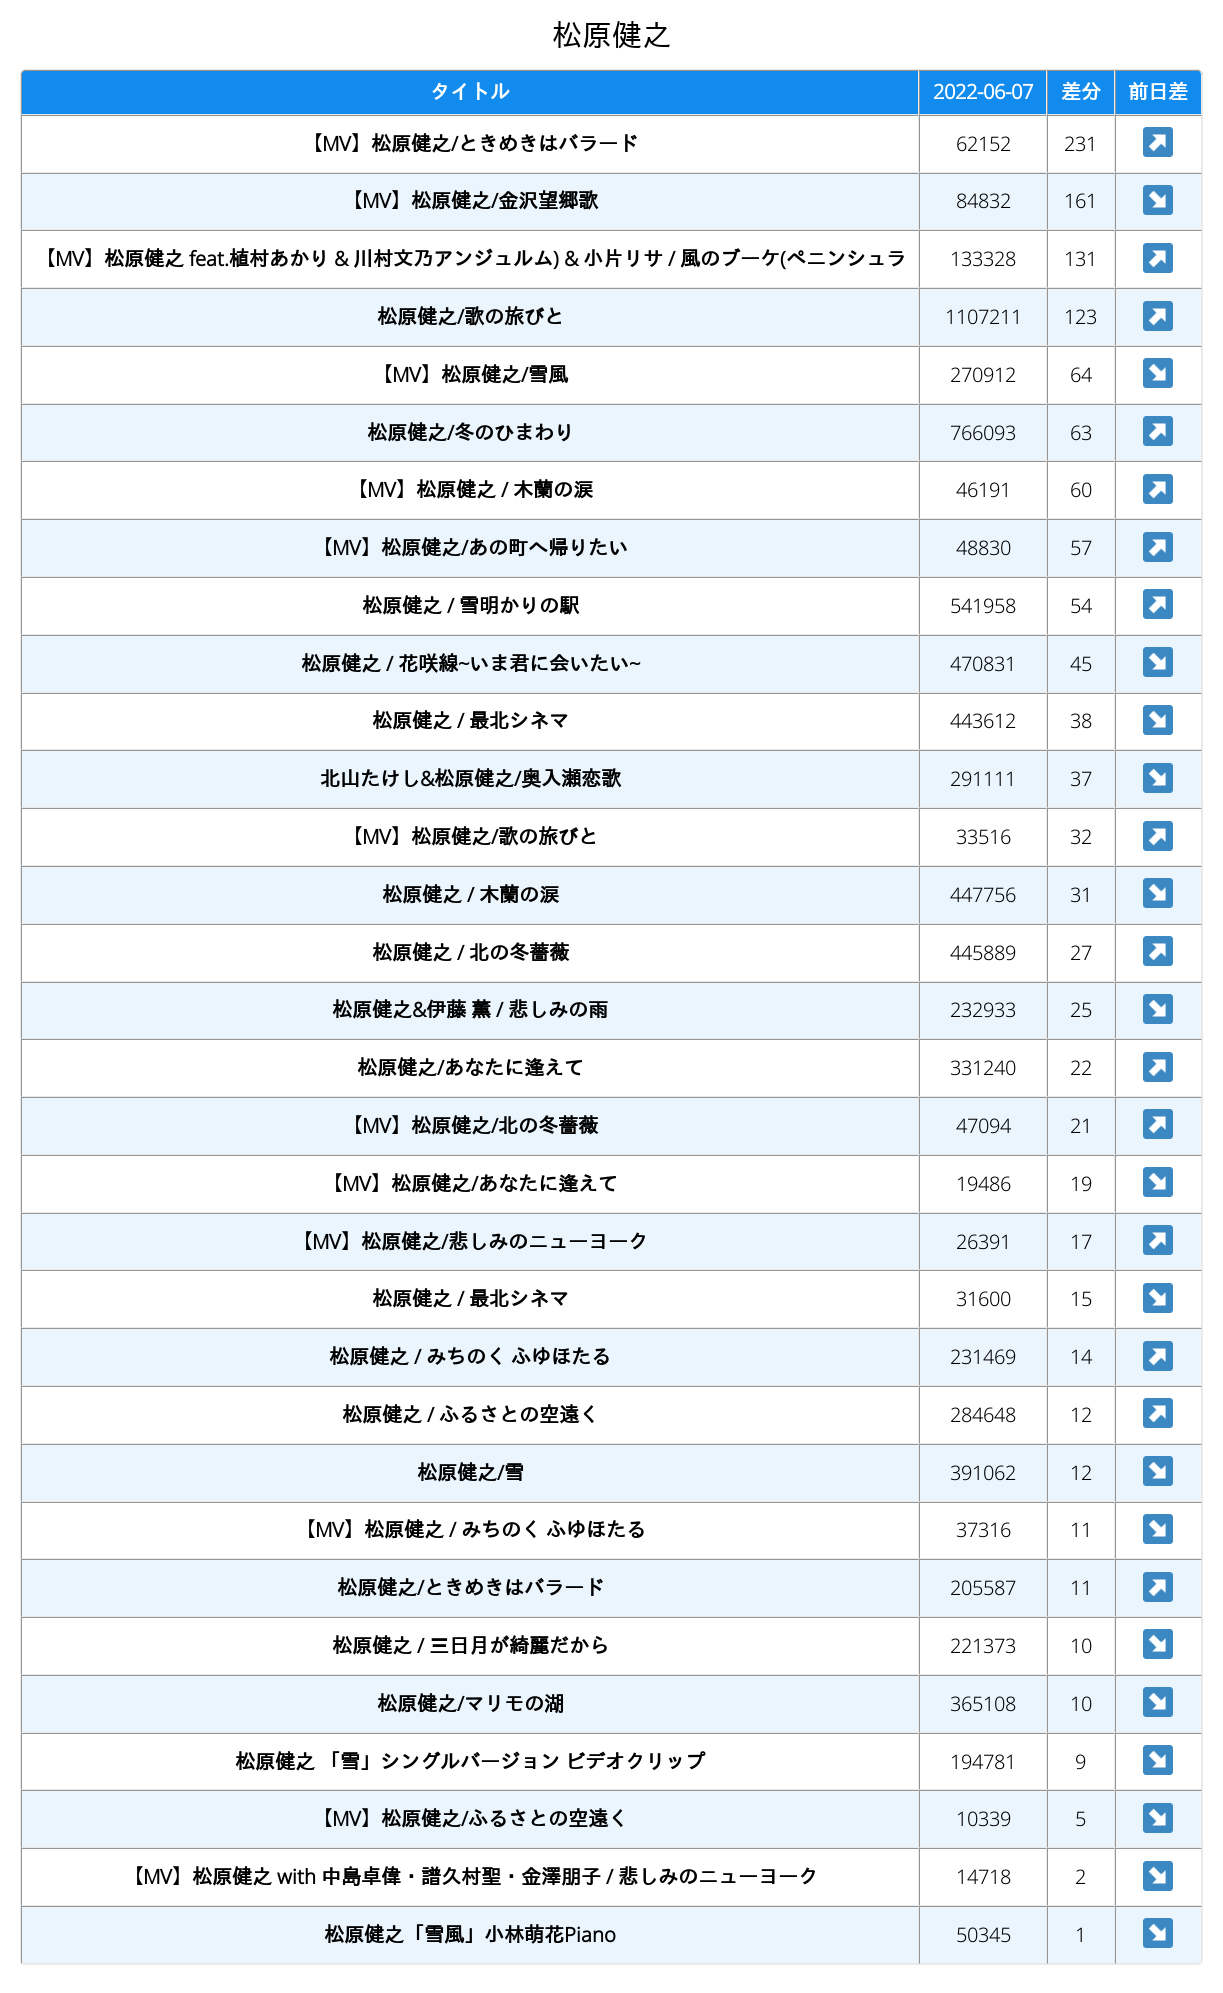 松原健之
タイトル 2022-06-07 差分 前日差
【MV】松原健之/ときめきはバラード 62152 231
【MV】松原健之/金沢望郷歌 84832 161
【MV】松原健之 feat.植村あかり & 川村文乃アンジュルム) & 小片リサ / 風のブーケ(ペニンシュラ 133328 131
松原健之/歌の旅びと 1107211 123
【MV】松原健之/雪風 270912 64
松原健之/冬のひまわり 766093 63
【MV】松原健之 / 木蘭の涙 46191 60
【MV】松原健之/あの町へ帰りたい 48830 57
松原健之 / 雪明かりの駅 541958 54
松原健之 / 花咲線~いま君に会いたい~ 470831 45
松原健之 / 最北シネマ 443612 38
北山たけし&松原健之/奥入瀬恋歌 291111 37
【MV】松原健之/歌の旅びと 33516 32
松原健之 / 木蘭の涙 447756 31
松原健之 / 北の冬薔薇 445889 27
松原健之&伊藤 薫 / 悲しみの雨 232933 25
松原健之/あなたに逢えて 331240 22
【MV】松原健之/北の冬薔薇 47094 21
【MV】松原健之/あなたに逢えて 19486 19
【MV】松原健之/悲しみのニューヨーク 26391 17
松原健之 / 最北シネマ 31600 15
松原健之 / みちのく ふゆほたる 231469 14
松原健之 / ふるさとの空遠く 284648 12
松原健之/雪 391062 12
【MV】松原健之 / みちのく ふゆほたる 37316 11
松原健之/ときめきはバラード 205587 11
松原健之 / 三日月が綺麗だから 221373 10
松原健之/マリモの湖 365108 10
松原健之 「雪」シングルバージョン ビデオクリップ 194781 9
【MV】松原健之/ふるさとの空遠く 10339 5
【MV】松原健之 with 中島卓偉・譜久村聖・金澤朋子 / 悲しみのニューヨーク 14718 2
松原健之「雪風」小林萌花Piano 50345 1